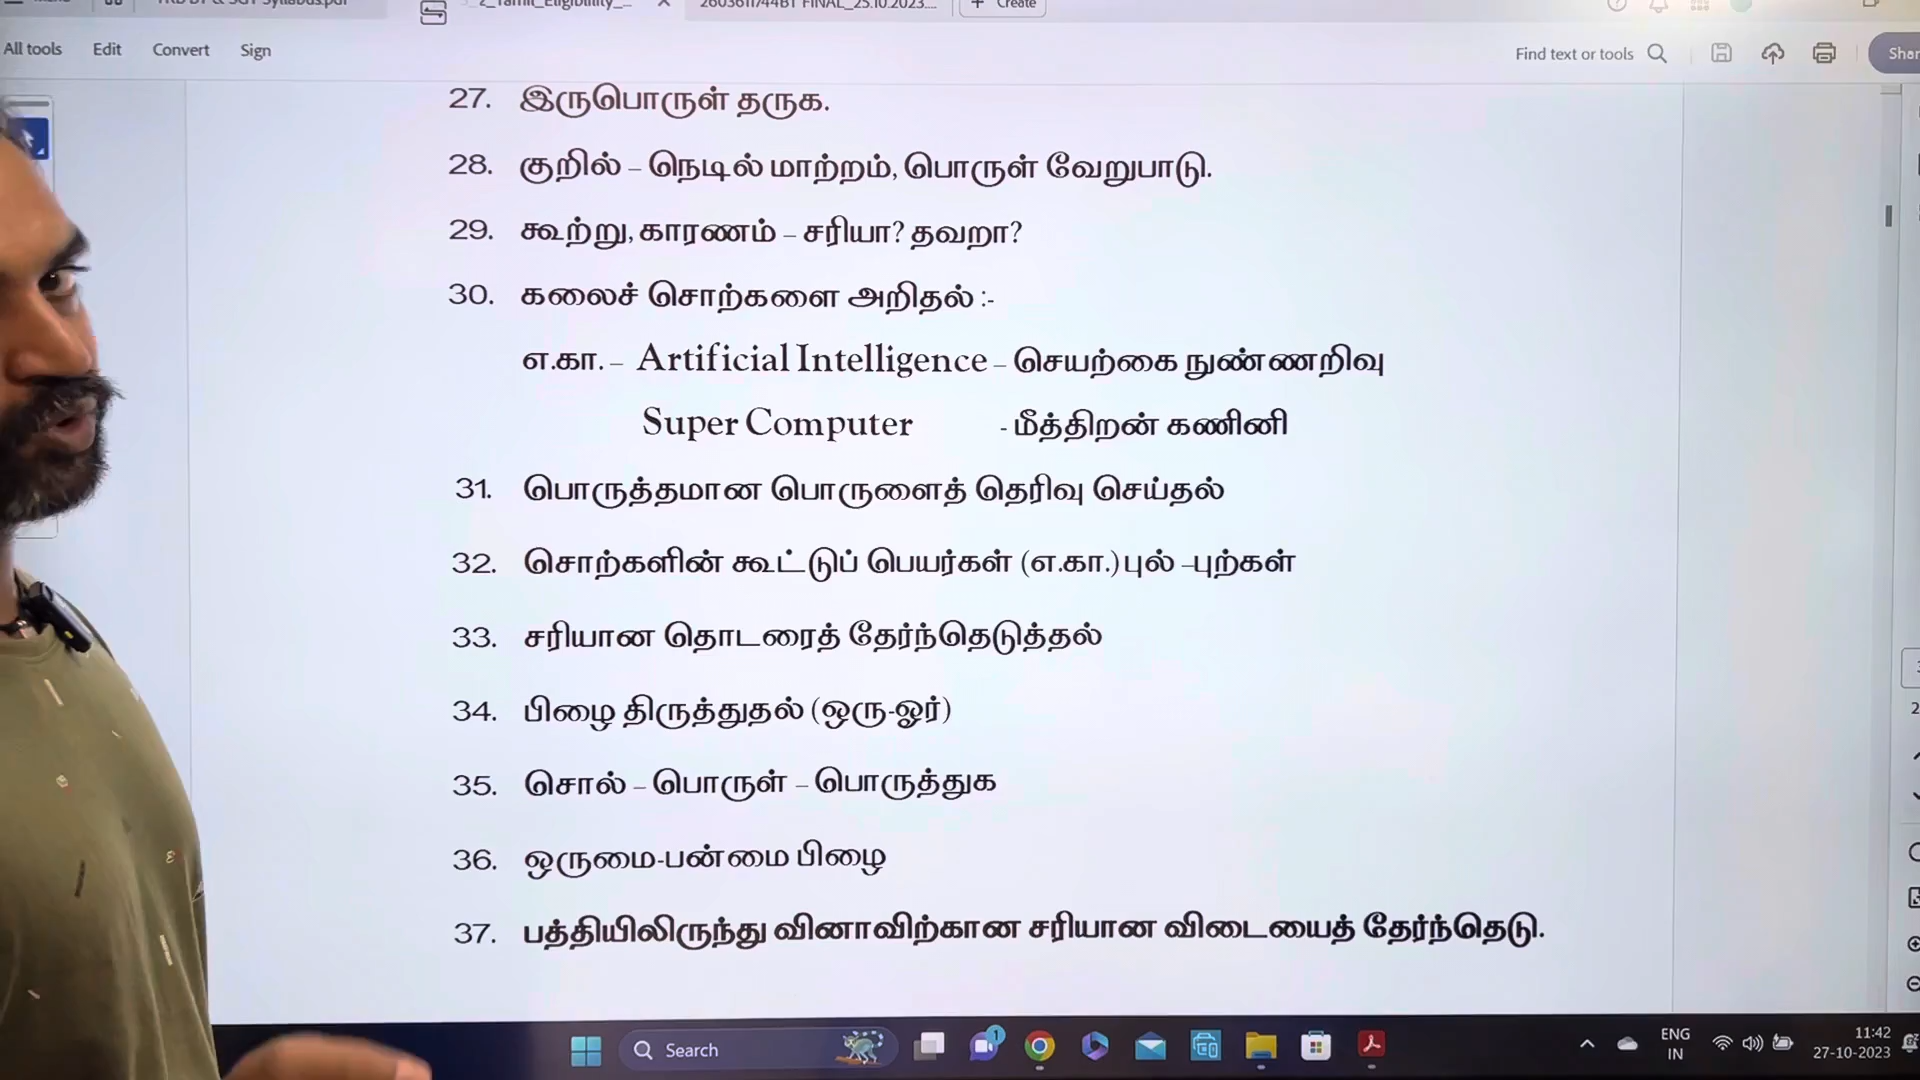 2_Tamil_Eligibility_
Create
All tools Edit Convert Sign
Find text or tools
27. இருபொருள் தருக.
28. குறில் – நெடில் மாற்றம், பொருள் வேறுபாடு.
29. கூற்று, காரணம் – சரியா? தவறா?
30. கலைச் சொற்களை அறிதல் :-
எ.கா. – Artificial Intelligence – செயற்கை நுண்ணறிவு
Super Computer - மீத்திறன் கணினி
31. பொருத்தமான பொருளைத் தெரிவு செய்தல்
32. சொற்களின் கூட்டுப் பெயர்கள் (எ.கா.) புல் –புற்கள்
33. சரியான தொடரைத் தேர்ந்தெடுத்தல்
34. பிழை திருத்துதல் (ஒரு-ஓர்)
35. சொல் – பொருள் – பொருத்துக
36. ஒருமை-பன்மை பிழை
37. பத்தியிலிருந்து வினாவிற்கான சரியான விடையைத் தேர்ந்தெடு.
Search
1
ENG
IN
11:42
27-10-2023